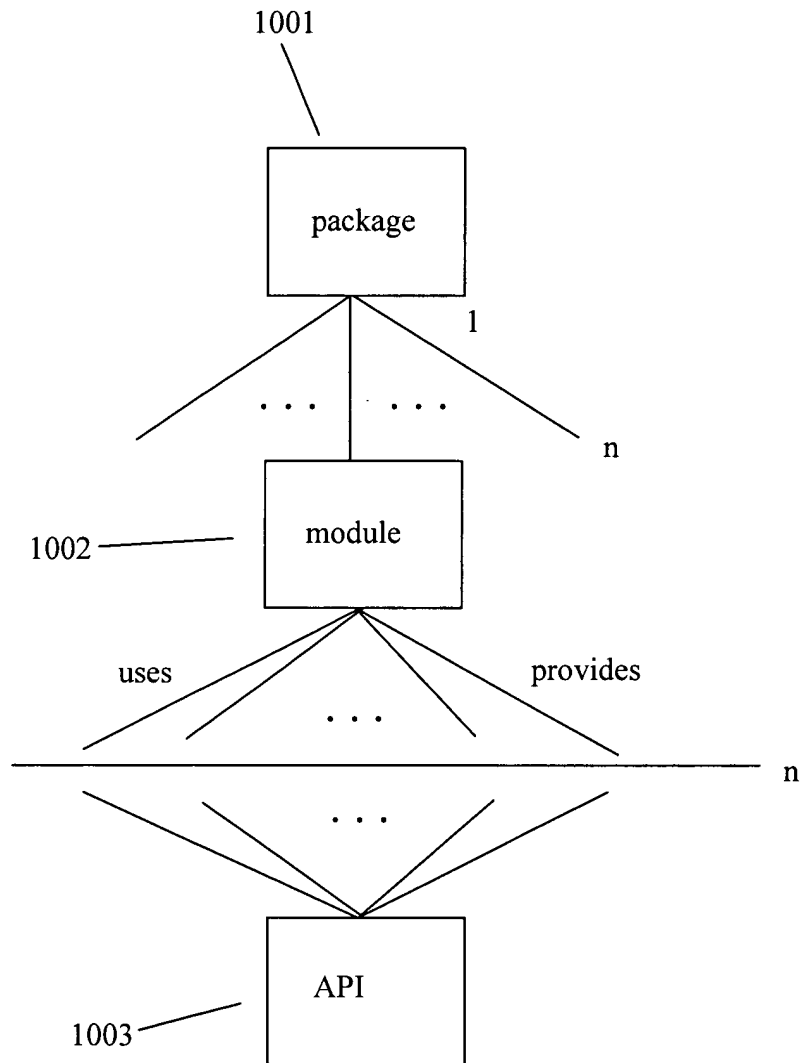 1001
package
1
. . .
. . .
n
module
1002
uses
provides
. . .
n
. . .
API
1003